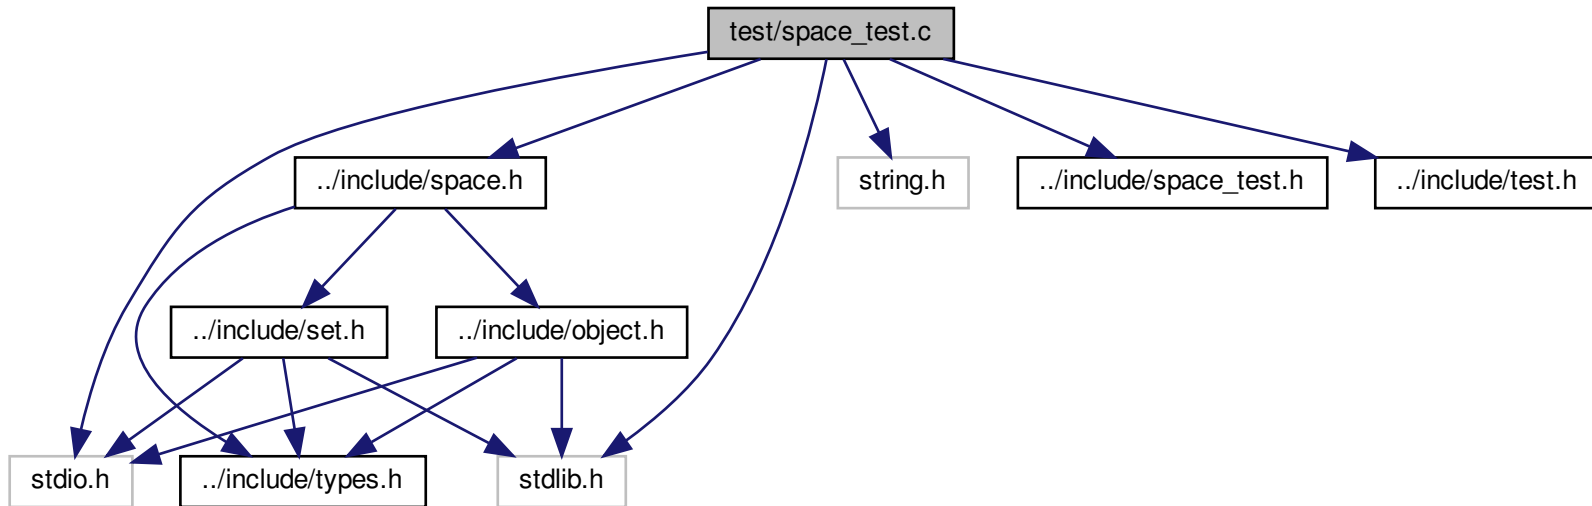 test/space_test.c
../include/space.h
string.h
../include/space_test.h
../include/test.h
../include/set.h
../include/object.h
stdio.h
../include/types.h
stdlib.h